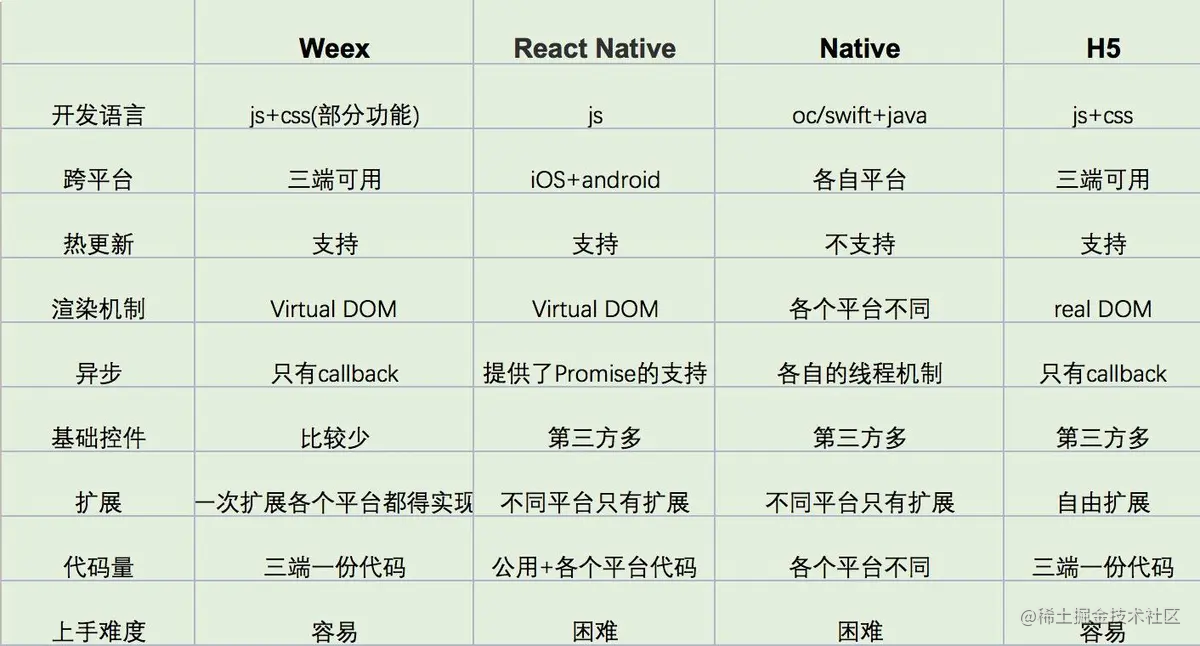 Weex React Native Native H5
开发语言 js+css(部分功能) js oc/swift+java js+css
跨平台 三端可用 iOS+android 各自平台 三端可用
热更新 支持 支持 不支持 支持
渲染机制 Virtual DOM Virtual DOM 各个平台不同 real DOM
异步 只有callback 提供了Promise的支持 各自的线程机制 只有callback
基础控件 比较少 第三方多 第三方多 第三方多
扩展 一次扩展各个平台都得实现 不同平台只有扩展 不同平台只有扩展 自由扩展
代码量 三端一份代码 公用+各个平台代码 各个平台不同 三端一份代码
@稀土掘金技术社区
上手难度 容易 困难 困难 容易